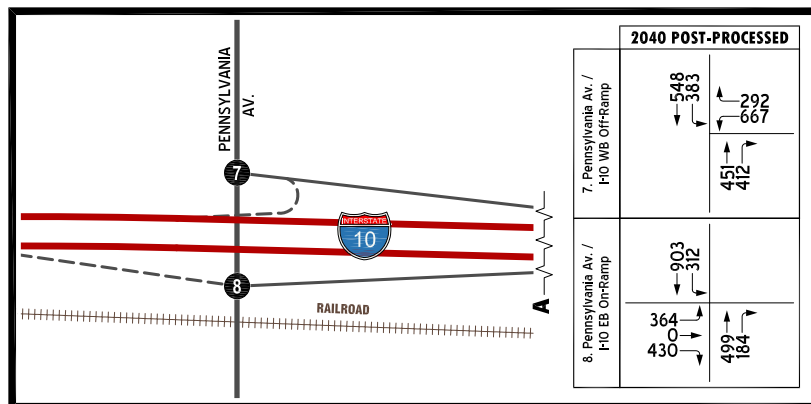 PENNSYLVANIA
AV.
7
INTERSTATE
10
8
RAILROAD
A
2040 POST-PROCESSED
7. Pennsylvania Av. /
I-10 WB Off-Ramp
548
383
292
667
451
412
8. Pennsylvania Av. /
I-10 EB On-Ramp
903
312
364
0
430
499
184